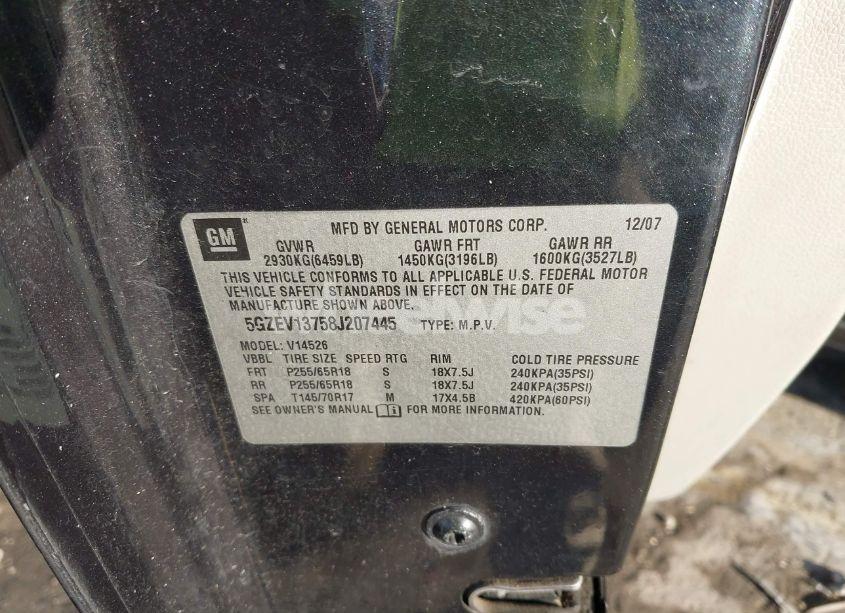 GM
MFD BY GENERAL MOTORS CORP. 12/07
GVWR GAWR FRT GAWR RR
2930KG(6459LB) 1450KG(3196LB) 1600KG(3527LB)
THIS VEHICLE CONFORMS TO ALL APPLICABLE U.S. FEDERAL MOTOR
VEHICLE SAFETY STANDARDS IN EFFECT ON THE DATE OF
MANUFACTURE SHOWN ABOVE.
5GZEV13758J207445 TYPE: M.P.V.
MODEL: V14526
VBBL TIRE SIZE SPEED RTG RIM COLD TIRE PRESSURE
FRT P255/65R18 S 18X7.5J 240KPA(35PSI)
RR P255/65R18 S 18X7.5J 240KPA(35PSI)
SPA T145/70R17 M 17X4.5B 420KPA(60PSI)
SEE OWNER'S MANUAL FOR MORE INFORMATION.